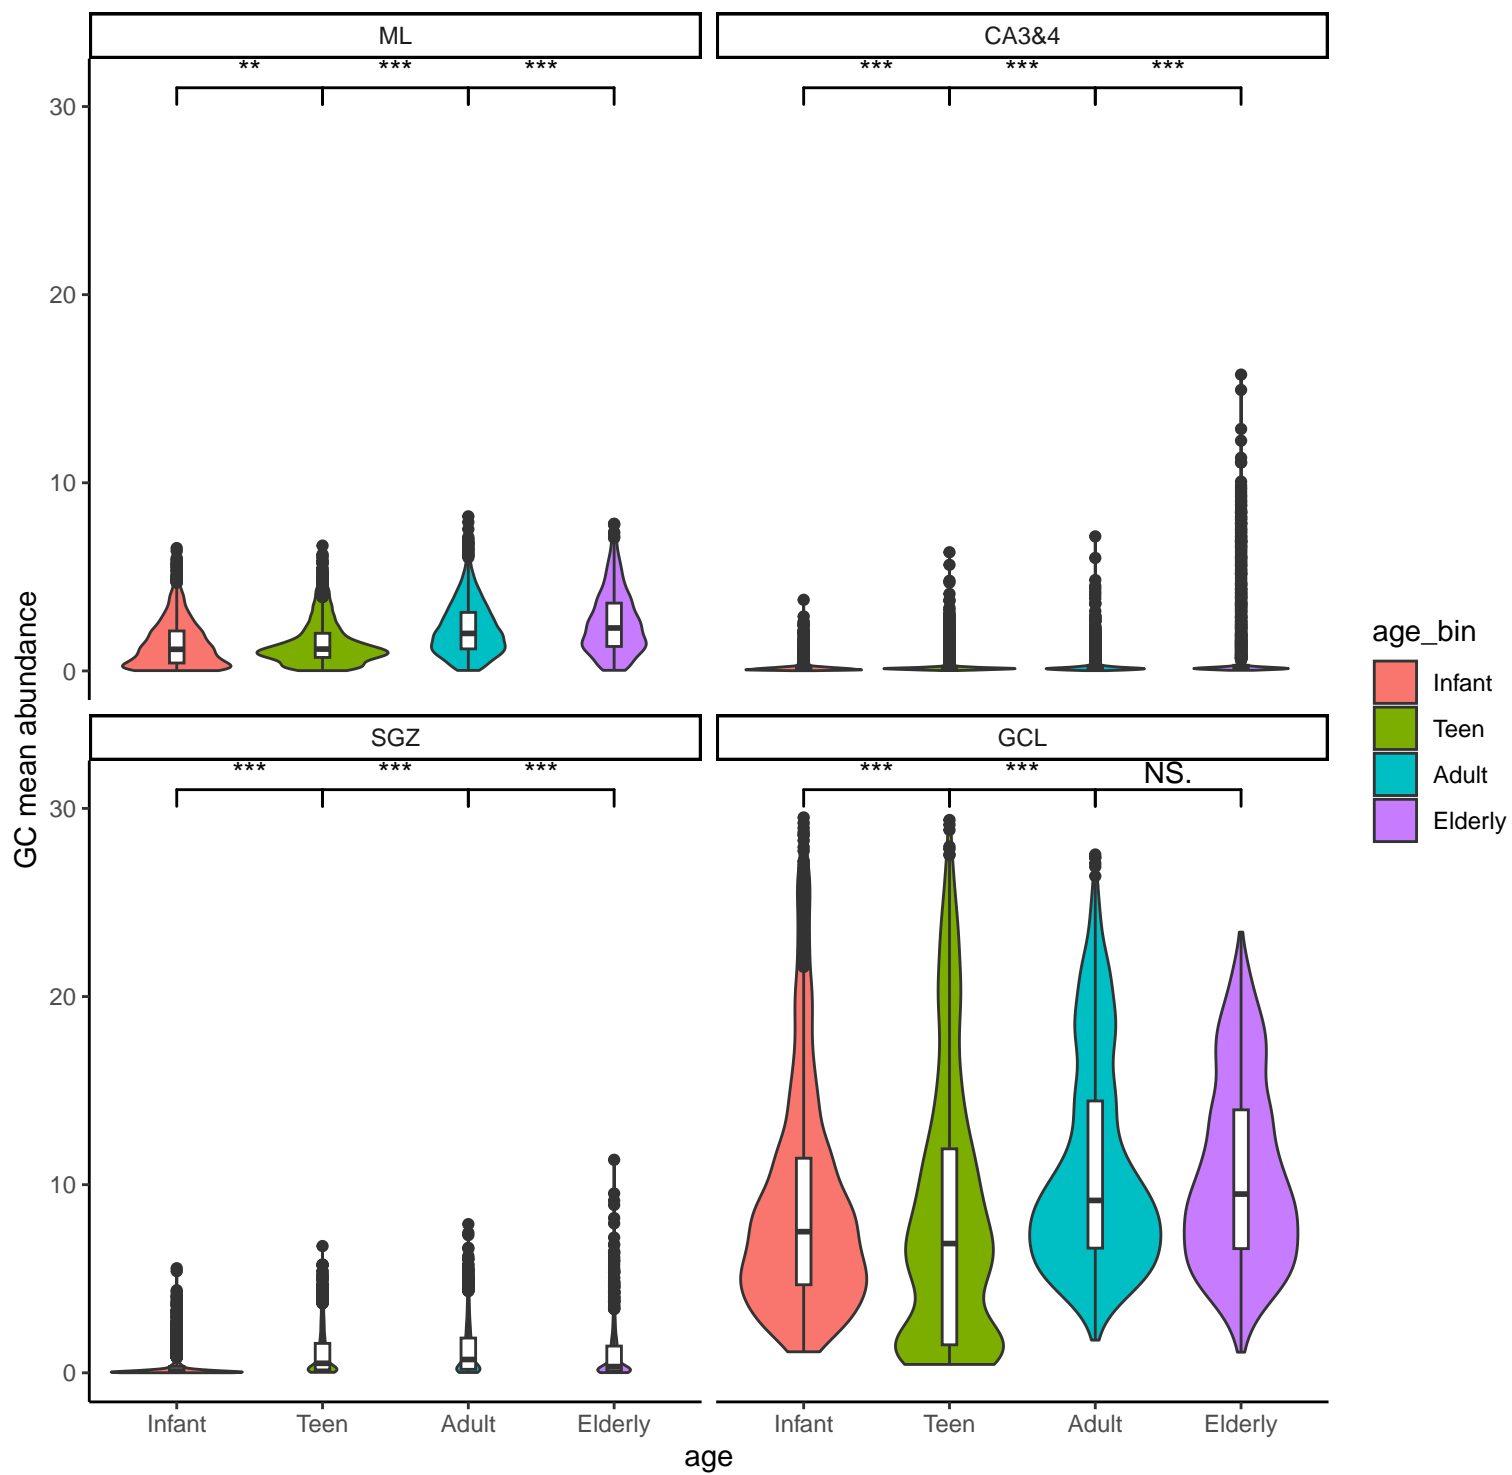 ML
** *** ***
CA3&4
*** *** ***
30
20
10
0
SGZ
*** *** ***
GCL
*** *** NS.
30
20
10
0
Infant Teen Adult Elderly
Infant Teen Adult Elderly
age
GC mean abundance
age_bin
Infant
Teen
Adult
Elderly